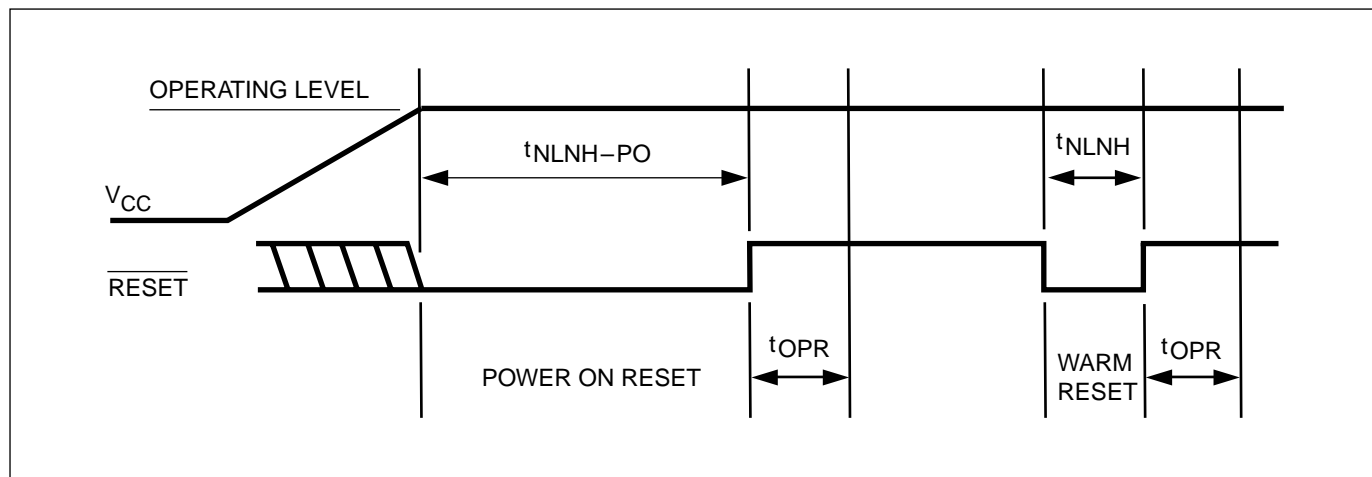 OPERATING LEVEL
tNLNH–PO
tNLNH
VCC
RESET
tOPR
tOPR
POWER ON RESET
WARM
RESET